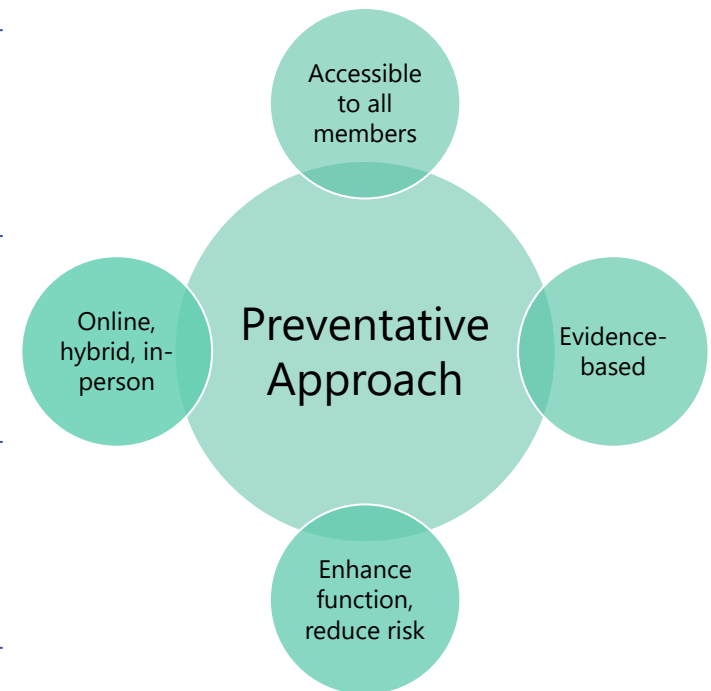 Accessible
to all
members
Online,
hybrid, in-
person
Preventative
Approach
Evidence-
based
Enhance
function,
reduce risk